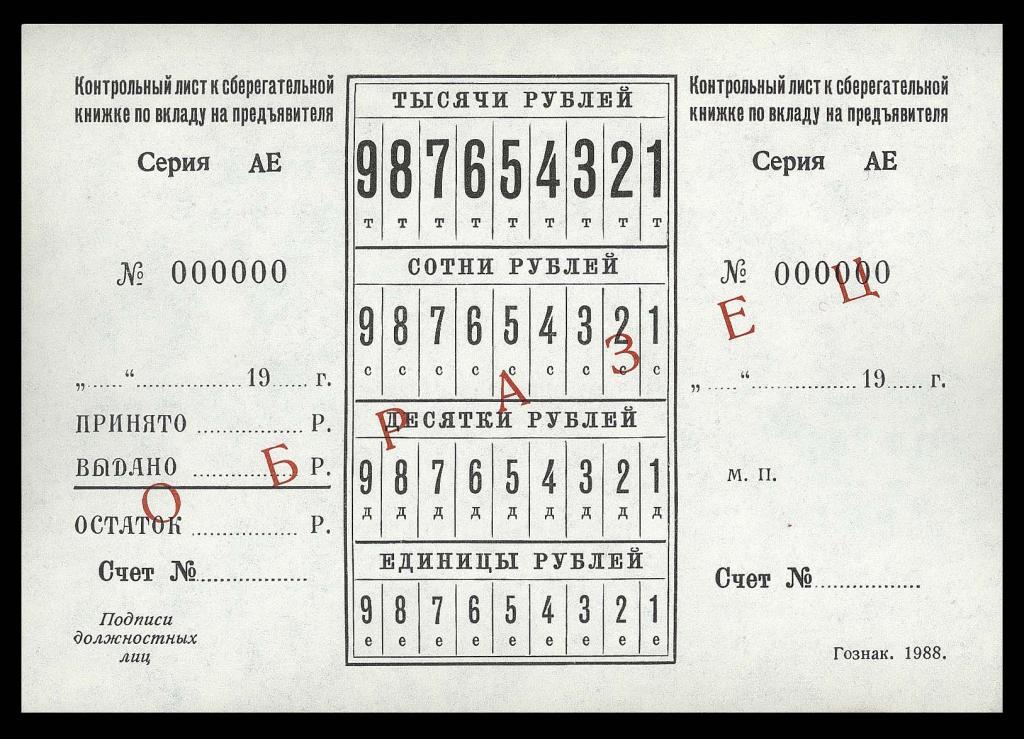 Контрольный лист к сберегательной
книжке по вкладу на предъявителя
Серия АЕ
№ 000000
„......“.................19...... г.
ПРИНЯТО ................. Р.
ВЫДАНО ................. Р.
ОСТАТОК ................. Р.
Счет №.................
Подписи
должностных
лиц
ТЫСЯЧИ РУБЛЕЙ
9 8 7 6 5 4 3 2 1
т т т т т т т т т
СОТНИ РУБЛЕЙ
9 8 7 6 5 4 3 2 1
с с с с с с с с с
ДЕСЯТКИ РУБЛЕЙ
9 8 7 6 5 4 3 2 1
д д д д д д д д д
ЕДИНИЦЫ РУБЛЕЙ
9 8 7 6 5 4 3 2 1
е е е е е е е е е
Контрольный лист к сберегательной
книжке по вкладу на предъявителя
Серия АЕ
№ 000000
„......“.................19...... г.
М. П.
Счет №.................
Гознак. 1988.
ОБРАЗЕЦ